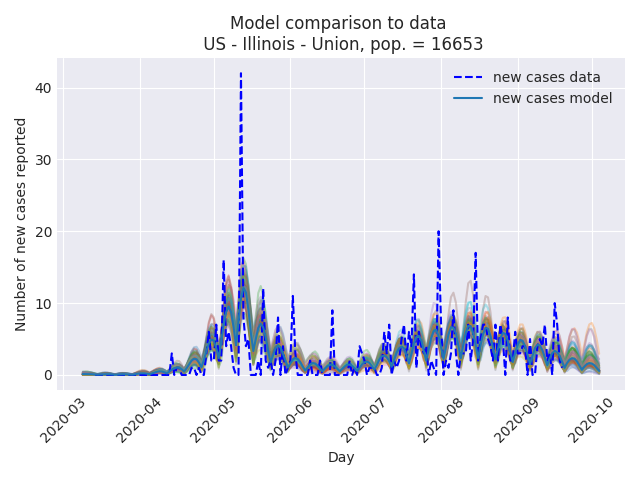 Model comparison to data
US - Illinois - Union, pop. = 16653
new cases data
new cases model
Number of new cases reported
40
30
20
10
0
2020-03
2020-04
2020-05
2020-06
2020-07
2020-08
2020-09
2020-10
Day